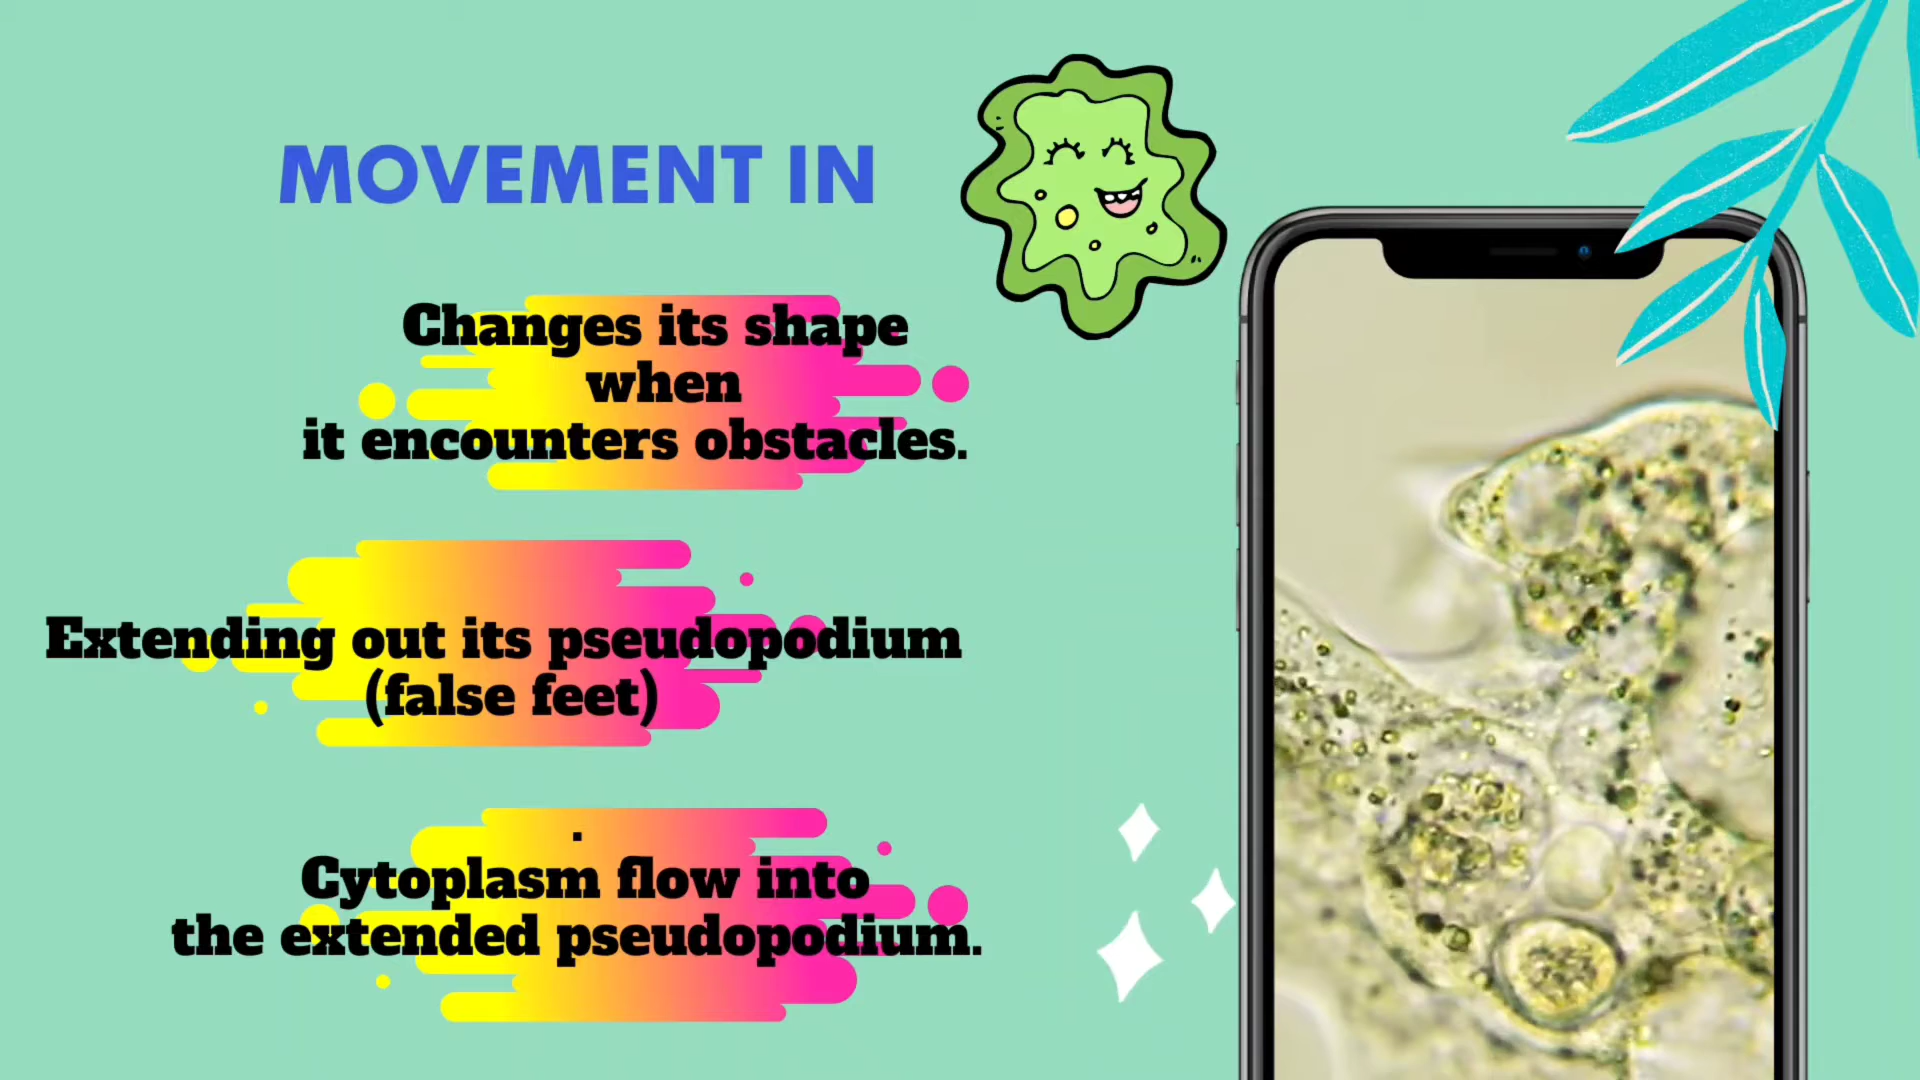 MOVEMENT IN
Changes its shape
when
it encounters obstacles.
Extending out its pseudopodium
(false feet)
.
Cytoplasm flow into
the extended pseudopodium.